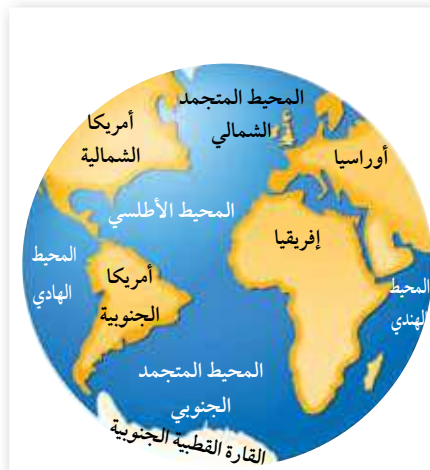 المحيط المتجمد
الشمالي
أمريكا
الشمالية
أوراسيا
المحيط الأطلسي
إفريقيا
المحيط
الهادي
أمريكا
الجنوبية
المحيط
الهندي
المحيط المتجمد
الجنوبي
القارة القطبية الجنوبية